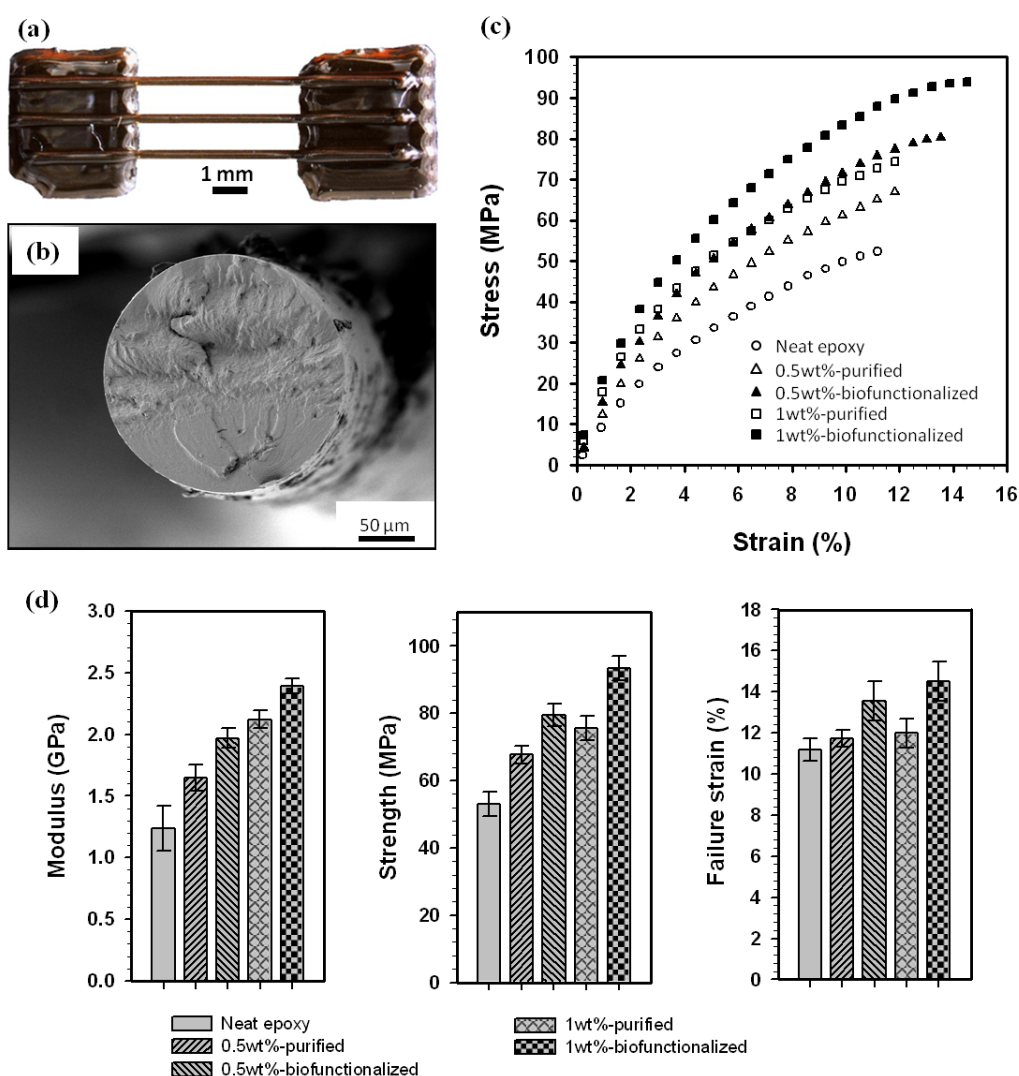 (a)
1 mm
(b)
50 µm
(c)
Stress (MPa)
100
90
80
70
60
50
40
30
20
10
0
Neat epoxy
0.5wt%-purified
0.5wt%-biofunctionalized
1wt%-purified
1wt%-biofunctionalized
0 2 4 6 8 10 12 14 16
Strain (%)
(d)
Modulus (GPa)
3.0
2.5
2.0
1.5
1.0
0.5
0.0
Strength (MPa)
100
80
60
40
20
0
Failure strain (%)
18
16
14
12
10
8
6
4
2
0
Neat epoxy
0.5wt%-purified
0.5wt%-biofunctionalized
1wt%-purified
1wt%-biofunctionalized